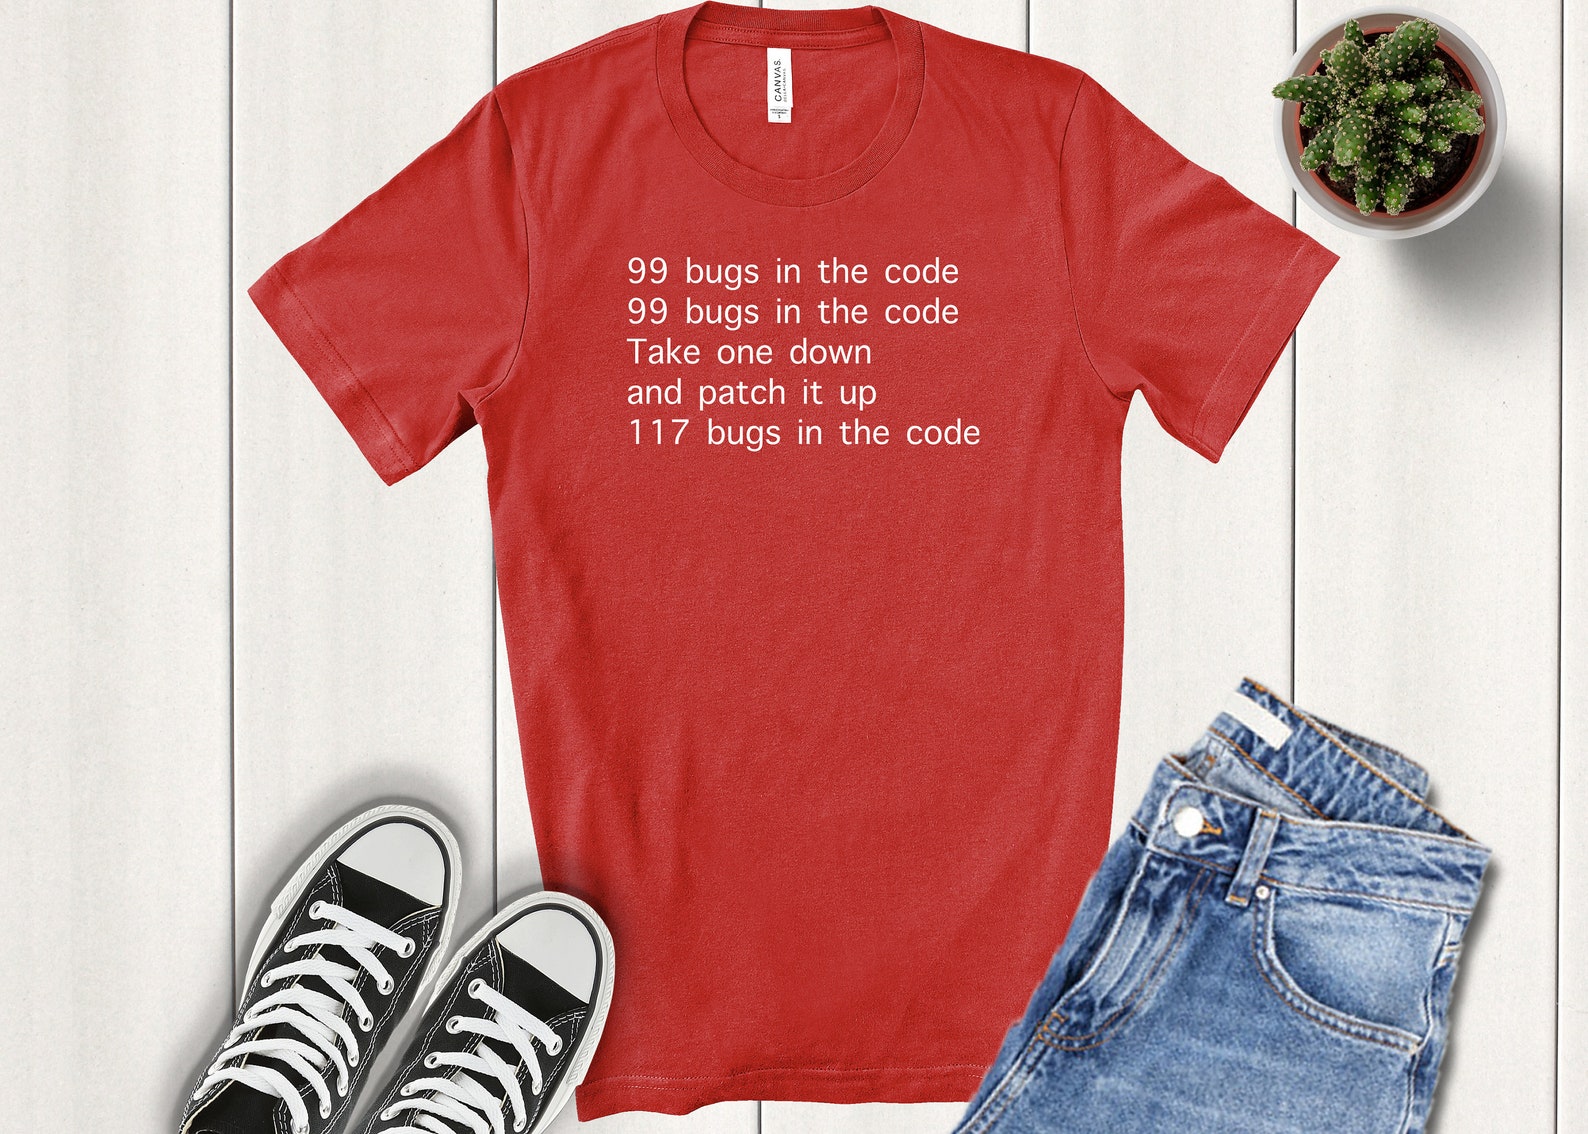 CANVAS
99 bugs in the code
99 bugs in the code
Take one down
and patch it up
117 bugs in the code